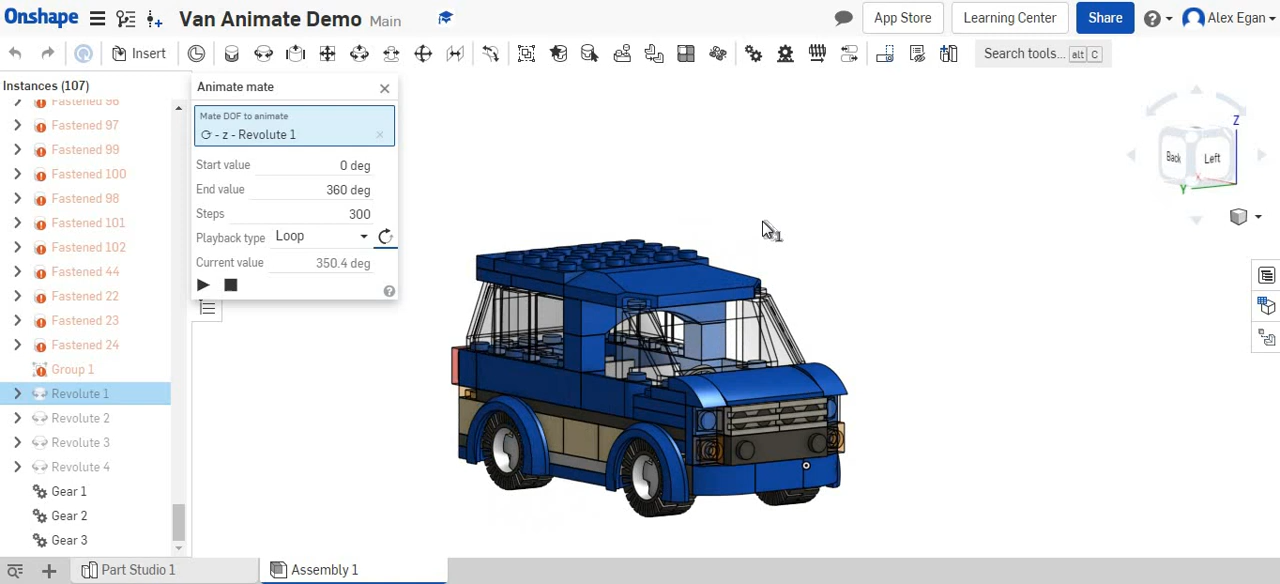 Onshape
Van Animate Demo Main
App Store
Learning Center
Share
Alex Egan
Insert
Search tools... alt C
Instances (107)
Fastened 96
Fastened 97
Fastened 99
Fastened 100
Fastened 98
Fastened 101
Fastened 102
Fastened 44
Fastened 22
Fastened 23
Fastened 24
Group 1
Revolute 1
Revolute 2
Revolute 3
Revolute 4
Gear 1
Gear 2
Gear 3
Animate mate
Mate DOF to animate
- z - Revolute 1
Start value 0 deg
End value 360 deg
Steps 300
Playback type Loop
Current value 350.4 deg
Z
Back
Left
X
Y
1
Part Studio 1
Assembly 1